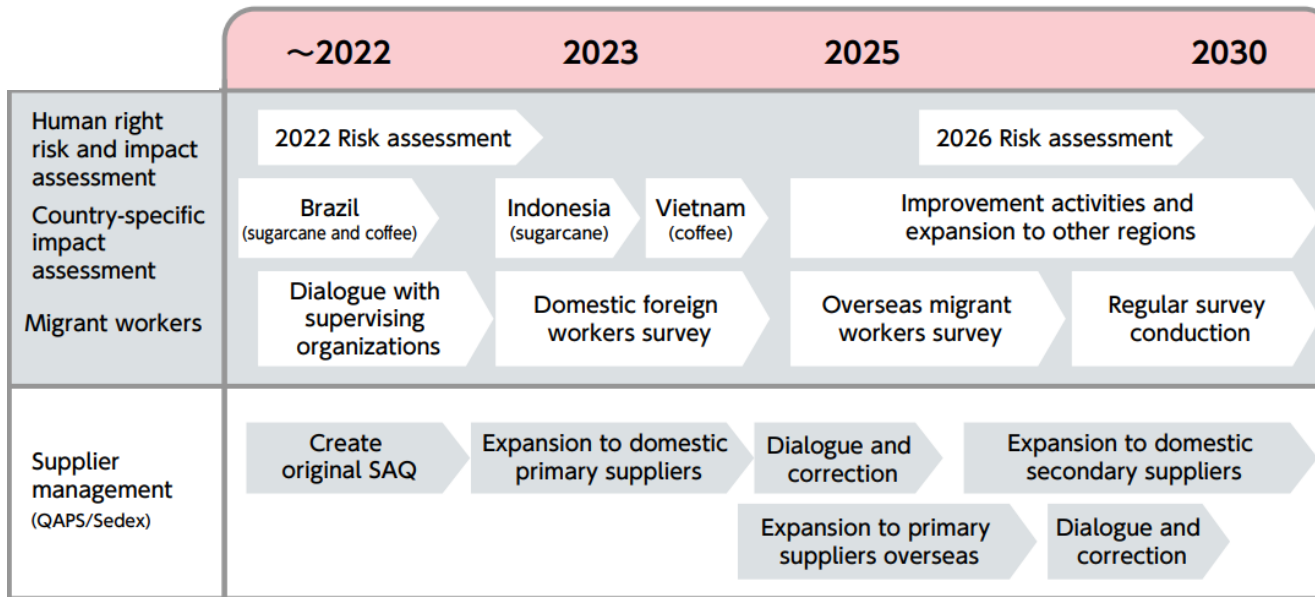 ~2022 2023 2025 2030
Human right
risk and impact
assessment
2022 Risk assessment
2026 Risk assessment
Country-specific
impact
assessment
Brazil
(sugarcane and coffee)
Indonesia
(sugarcane)
Vietnam
(coffee)
Improvement activities and
expansion to other regions
Migrant workers
Dialogue with
supervising
organizations
Domestic foreign
workers survey
Overseas migrant
workers survey
Regular survey
conduction
Supplier
management
(QAPS/Sedex)
Create
original SAQ
Expansion to domestic
primary suppliers
Dialogue and
correction
Expansion to domestic
secondary suppliers
Expansion to primary
suppliers overseas
Dialogue and
correction